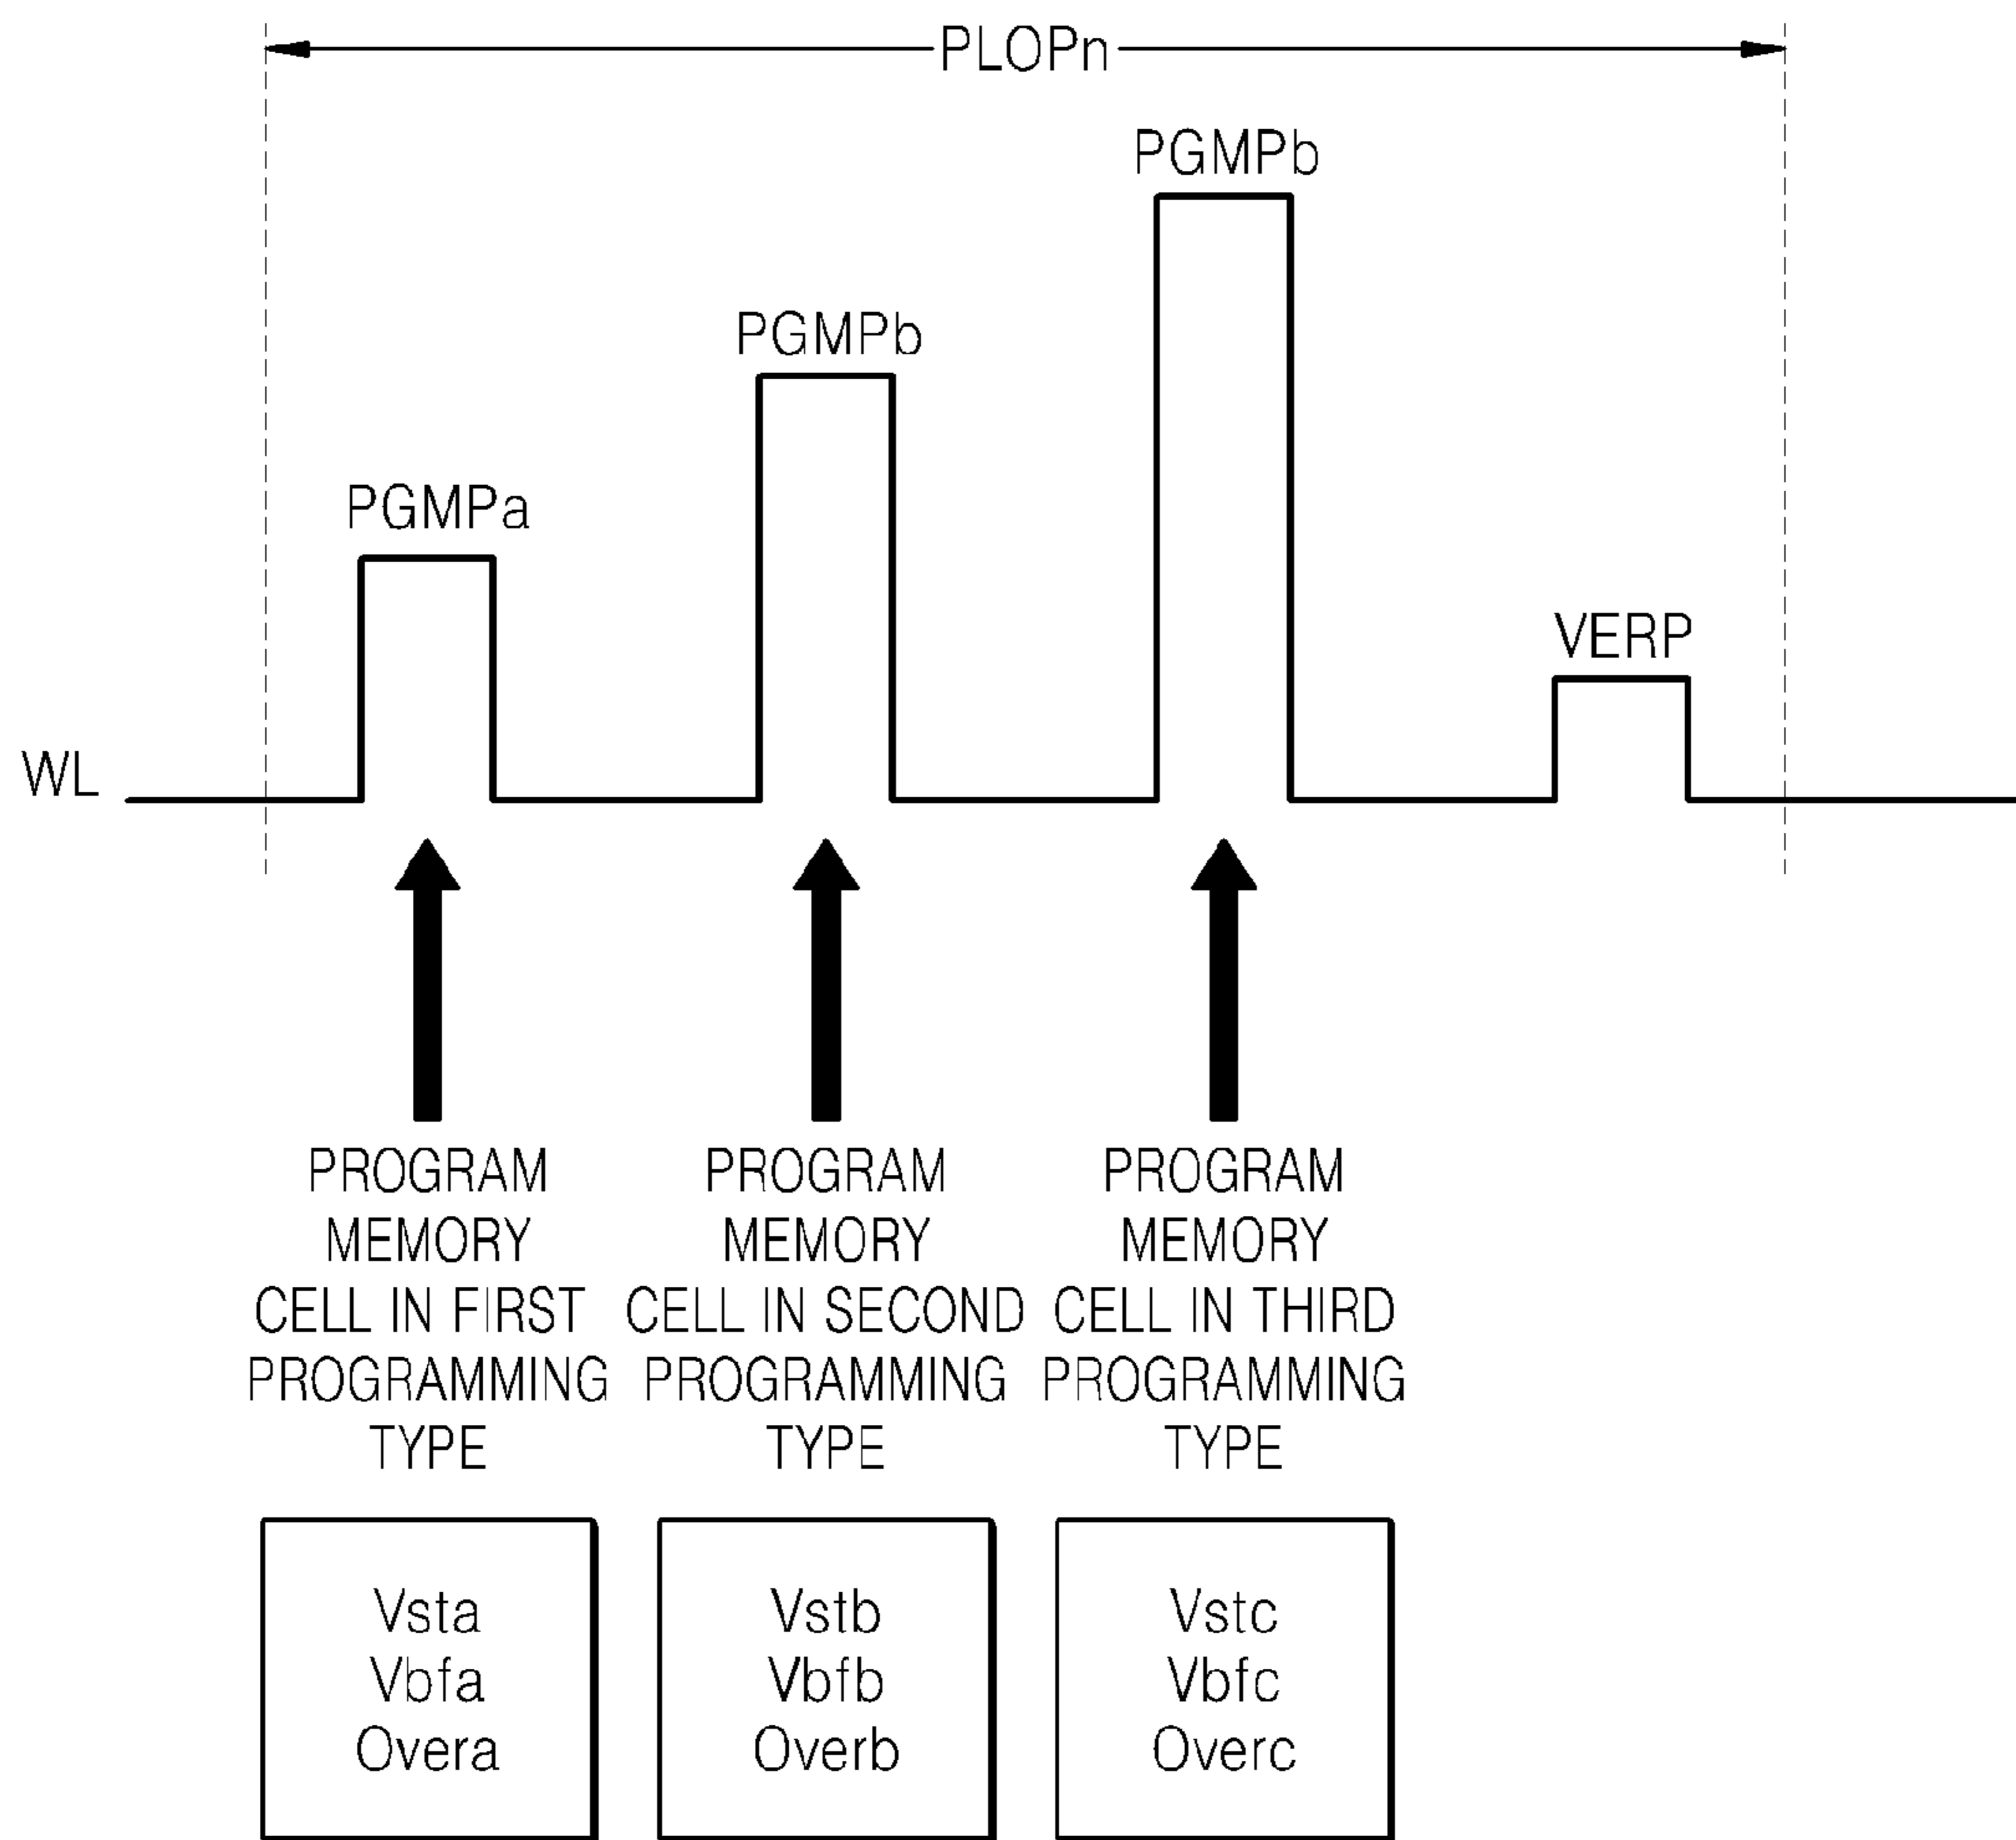 PLOPn
PGMPb
PGMPb
PGMPa
VERP
WL
PROGRAM
MEMORY
CELL IN FIRST
PROGRAMMING
TYPE
PROGRAM
MEMORY
CELL IN SECOND
PROGRAMMING
TYPE
PROGRAM
MEMORY
CELL IN THIRD
PROGRAMMING
TYPE
Vsta
Vbfa
Overa
Vstb
Vbfb
Overb
Vstc
Vbfc
Overc